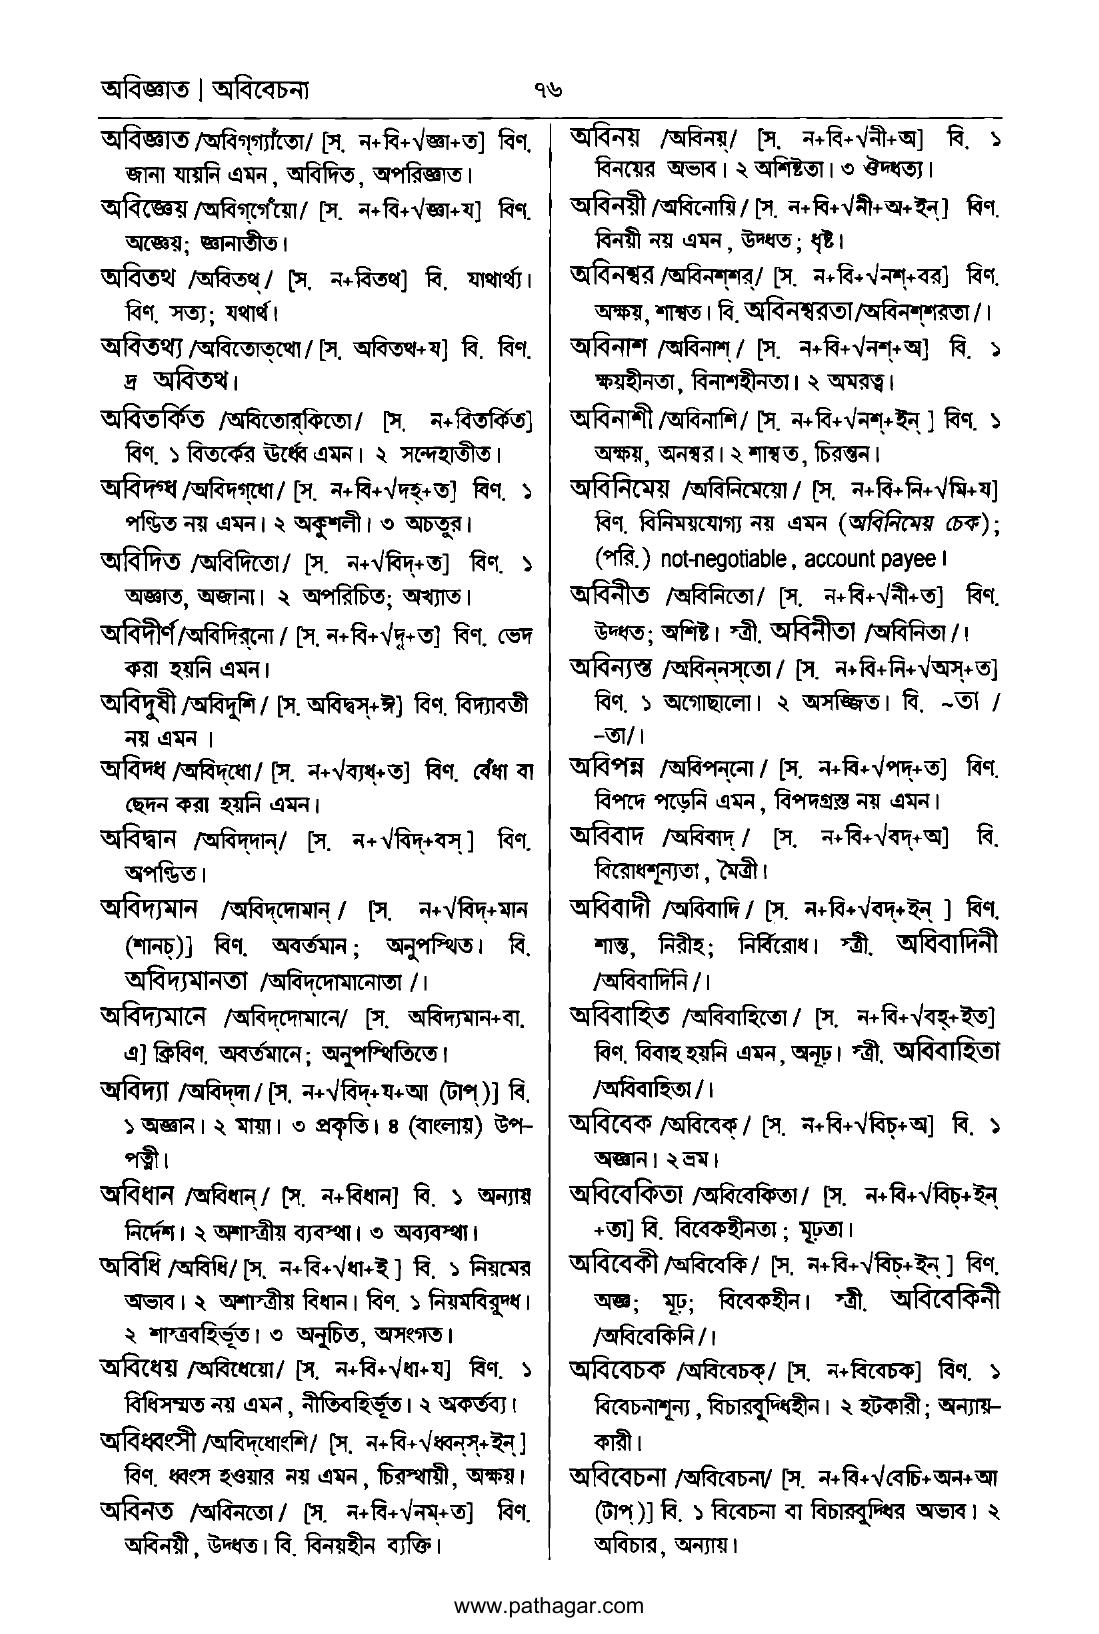 অবিজ্ঞাত | অবিবেচনা
৭৬
অবিজ্ঞাত /অবিগ্‌গ্যাঁতো/ [স. ন+বি+√জ্ঞা+ত] বিণ.
জানা যায়নি এমন, অবিদিত, অপরিজ্ঞাত।
অবিজ্ঞেয় /অবিগ্‌গেঁয়ো/ [স. ন+বি+√জ্ঞা+য] বিণ.
অজ্ঞেয়; জ্ঞানাতীত।
অবিতথ /অবিতথ্/ [স. ন+বিতথ] বি. যাথার্থ্য।
বিণ. সত্য; যথার্থ।
অবিতথ্য /অবিতোত্‌থো/ [স. অবিতথ+য] বি. বিণ.
দ্র অবিতথ।
অবিতর্কিত /অবিতোর্‌কিতো/ [স. ন+বিতর্কিত]
বিণ. ১ বিতর্কের ঊর্ধ্বে এমন। ২ সন্দেহাতীত।
অবিদগ্ধ /অবিদগ্‌ধো/ [স. ন+বি+√দহ্+ত] বিণ. ১
পণ্ডিত নয় এমন। ২ অকুশলী। ৩ অচতুর।
অবিদিত /অবিদিতো/ [স. ন+√বিদ্+ত] বিণ. ১
অজ্ঞাত, অজানা। ২ অপরিচিত; অখ্যাত।
অবিদীর্ণ/অবিদির্‌নো / [স. ন+বি+√দৄ+ত] বিণ. ভেদ
করা হয়নি এমন।
অবিদুষী /অবিদুশি/ [স. অবিদ্বস্+ঈ] বিণ. বিদ্যাবতী
নয় এমন ।
অবিদ্ধ /অবিদ্‌ধো/ [স. ন+√ব্যধ্+ত] বিণ. বেঁধা বা
ছেদন করা হয়নি এমন।
অবিদ্বান /অবিদ্‌দান্/ [স. ন+√বিদ্+বস্ ] বিণ.
অপণ্ডিত।
অবিদ্যমান /অবিদ্‌দোমান্ / [স. ন+√বিদ্+মান
(শানচ্)] বিণ. অবর্তমান; অনুপস্থিত। বি.
অবিদ্যমানতা /অবিদ্‌দোমানোতা /।
অবিদ্যমানে /অবিদ্‌দোমানে/ [স. অবিদ্যমান+বা.
এ] ক্রিবিণ. অবর্তমানে; অনুপস্থিতিতে।
অবিদ্যা /অবিদ্‌দা/ [স. ন+√বিদ্+য+আ (টাপ্)] বি.
১ অজ্ঞান। ২ মায়া। ৩ প্রকৃতি। ৪ (বাংলায়) উপ-
পত্নী।
অবিধান /অবিধান্/ [স. ন+বিধান] বি. ১ অন্যায়
নির্দেশ। ২ অশাস্ত্রীয় ব্যবস্থা। ৩ অব্যবস্থা।
অবিধি /অবিধি/ [স. ন+বি+√ধা+ই ] বি. ১ নিয়মের
অভাব। ২ অশাস্ত্রীয় বিধান। বিণ. ১ নিয়মবিরুদ্ধ।
২ শাস্ত্রবহির্ভূত। ৩ অনুচিত, অসংগত।
অবিধেয় /অবিধেয়ো/ [স. ন+বি+√ধা+য] বিণ. ১
বিধিসম্মত নয় এমন, নীতিবহির্ভূত। ২ অকর্তব্য।
অবিধ্বংসী /অবিদ্‌ধোংশি/ [স. ন+বি+√ধ্বন্‌স্+ইন্ ]
বিণ. ধ্বংস হওয়ার নয় এমন, চিরস্থায়ী, অক্ষয়।
অবিনত /অবিনতো/ [স. ন+বি+√নম্+ত] বিণ.
অবিনয়ী, উদ্ধত। বি. বিনয়হীন ব্যক্তি।
অবিনয় /অবিনয়্/ [স. ন+বি+√নী+অ] বি. ১
বিনয়ের অভাব। ২ অশিষ্টতা। ৩ ঔদ্ধত্য।
অবিনয়ী /অবিনোয়ি/ [স. ন+বি+√নী+অ+ইন্] বিণ.
বিনয়ী নয় এমন, উদ্ধত; ধৃষ্ট।
অবিনশ্বর /অবিনশ্‌শর্/ [স. ন+বি+√নশ্+বর] বিণ.
অক্ষয়, শাশ্বত। বি. অবিনশ্বরতা/অবিনশ্‌শরতা/।
অবিনাশ /অবিনাশ্/ [স. ন+বি+√নশ্+অ] বি. ১
ক্ষয়হীনতা, বিনাশহীনতা। ২ অমরত্ব।
অবিনাশী /অবিনাশি/ [স. ন+বি+√নশ্+ইন্ ] বিণ. ১
অক্ষয়, অনশ্বর। ২ শাশ্বত, চিরন্তন।
অবিনিমেয় /অবিনিমেয়ো/ [স. ন+বি+নি+√মি+য]
বিণ. বিনিময়যোগ্য নয় এমন (অবিনিমেয় চেক);
(পরি.) not-negotiable, account payee।
অবিনীত /অবিনিতো/ [স. ন+বি+√নী+ত] বিণ.
উদ্ধত; অশিষ্ট। স্ত্রী. অবিনীতা /অবিনিতা/।
অবিন্যস্ত /অবিন্‌নস্‌তো/ [স. ন+বি+নি+√অস্+ত]
বিণ. ১ অগোছালো। ২ অসজ্জিত। বি. ~তা /
-তা/।
অবিপন্ন /অবিপন্‌নো/ [স. ন+বি+√পদ্+ত] বিণ.
বিপদে পড়েনি এমন, বিপদগ্রস্ত নয় এমন।
অবিবাদ /অবিবাদ্ / [স. ন+বি+√বদ্+অ] বি.
বিরোধশূন্যতা, মৈত্রী।
অবিবাদী /অবিবাদি/ [স. ন+বি+√বদ্+ইন্ ] বিণ.
শান্ত, নিরীহ; নির্বিরোধ। স্ত্রী. অবিবাদিনী
/অবিবাদিনি/।
অবিবাহিত /অবিবাহিতো/ [স. ন+বি+√বহ্+ইত]
বিণ. বিবাহ হয়নি এমন, অনূঢ়। স্ত্রী. অবিবাহিতা
/অবিবাহিতা/।
অবিবেক /অবিবেক্/ [স. ন+বি+√বিচ্+অ] বি. ১
অজ্ঞান। ২ ভ্রম।
অবিবেকিতা /অবিবেকিতা/ [স. ন+বি+√বিচ্+ইন্
+তা] বি. বিবেকহীনতা; মূঢ়তা।
অবিবেকী /অবিবেকি/ [স. ন+বি+√বিচ্+ইন্ ] বিণ.
অজ্ঞ; মূঢ়; বিবেকহীন। স্ত্রী. অবিবেকিনী
/অবিবেকিনি/।
অবিবেচক /অবিবেচক্/ [স. ন+বিবেচক] বিণ. ১
বিবেচনাশূন্য, বিচারবুদ্ধিহীন। ২ হটকারী; অন্যায়-
কারী।
অবিবেচনা /অবিবেচনা/ [স. ন+বি+√বেচি+অন+আ
(টাপ্)] বি. ১ বিবেচনা বা বিচারবুদ্ধির অভাব। ২
অবিচার, অন্যায়।
www.pathagar.com